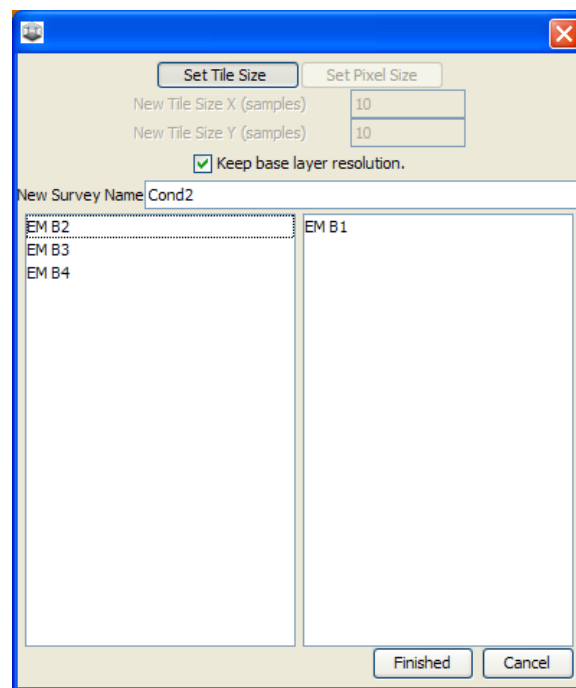 Set Tile Size Set Pixel Size
New Tile Size X (samples) 10
New Tile Size Y (samples) 10
Keep base layer resolution.
New Survey Name Cond2
EM B2 EM B1
EM B3
EM B4
Finished Cancel